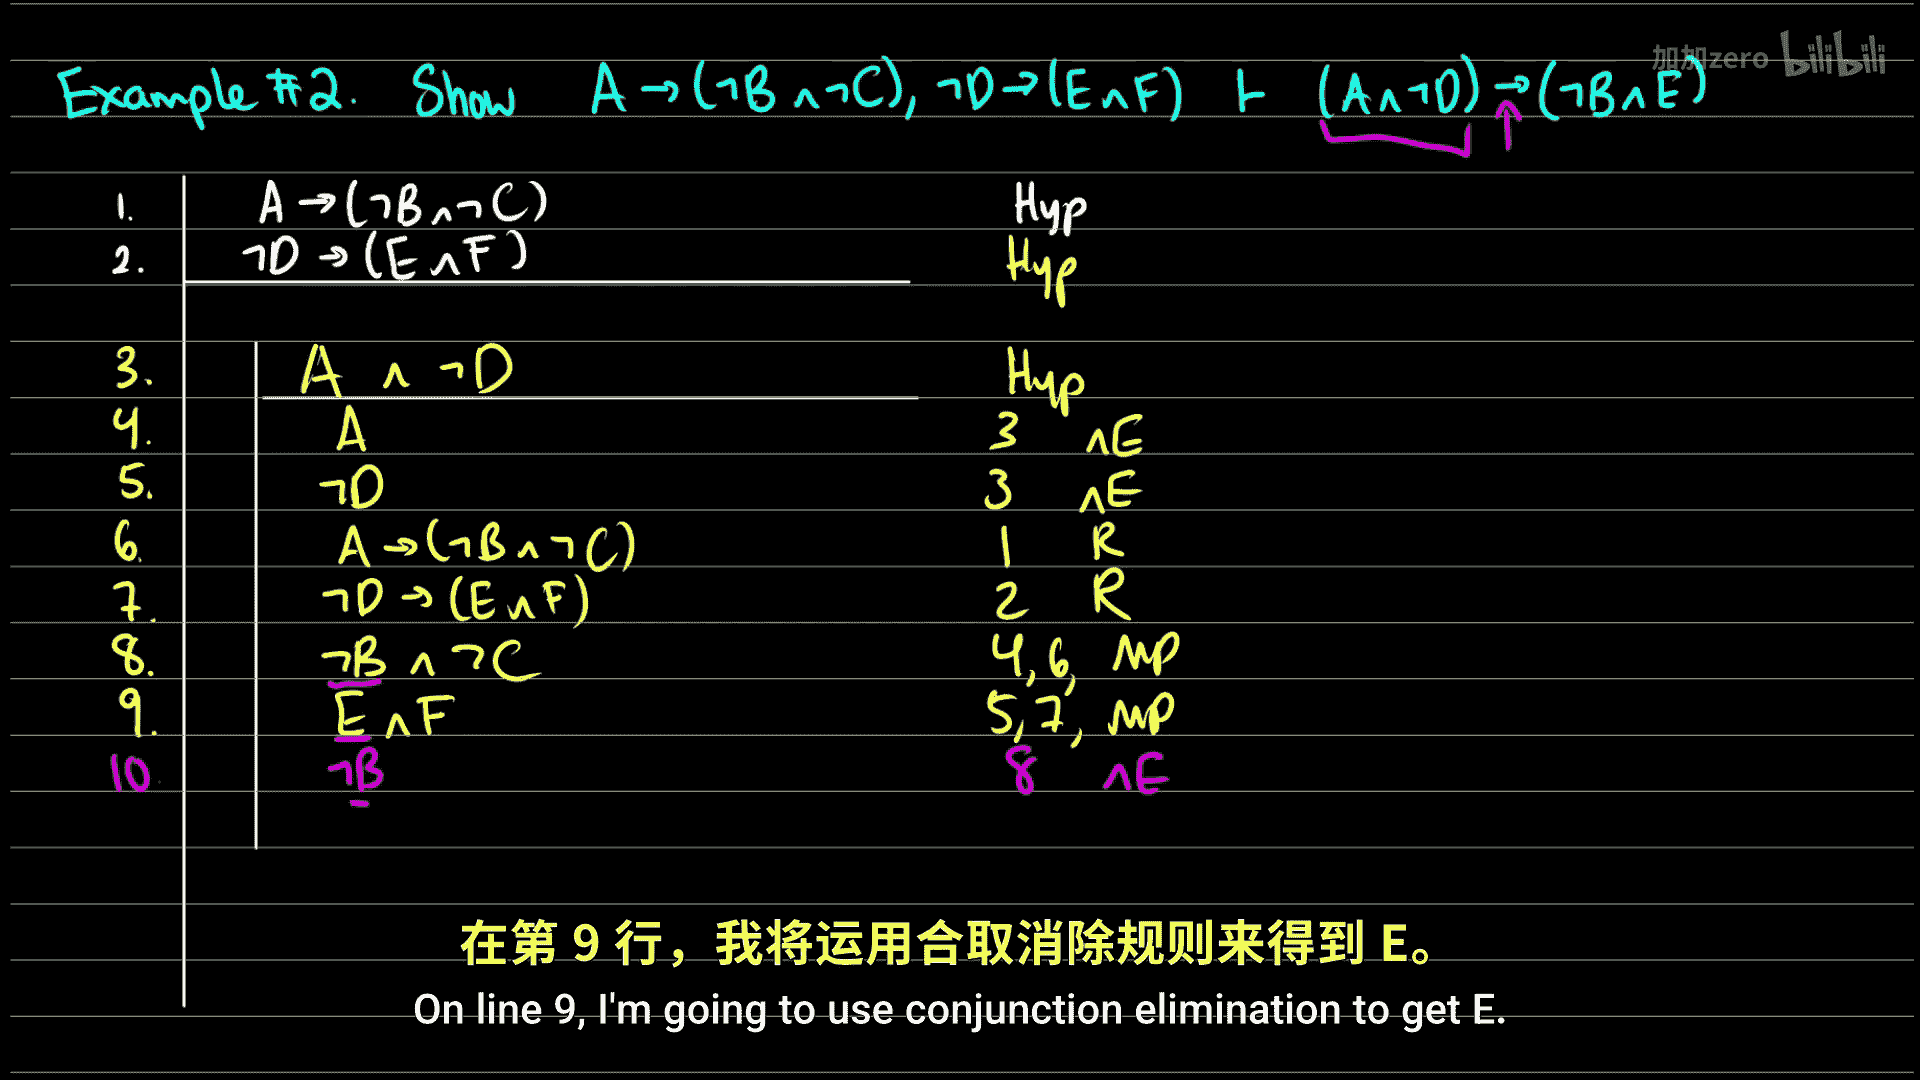 加加zero bilibili
Example #2. Show A→(¬B∧¬C), ¬D→(E∧F) ⊢ (A∧¬D)→(¬B∧E)
1. A→(¬B∧¬C) Hyp
2. ¬D→(E∧F) Hyp
3. A∧¬D Hyp
4. A 3 ∧E
5. ¬D 3 ∧E
6. A→(¬B∧¬C) 1 R
7. ¬D→(E∧F) 2 R
8. ¬B∧¬C 4,6, MP
9. E∧F 5,7, MP
10. ¬B 8 ∧E
在第 9 行，我将运用合取消除规则来得到 E。
On line 9, I'm going to use conjunction elimination to get E.